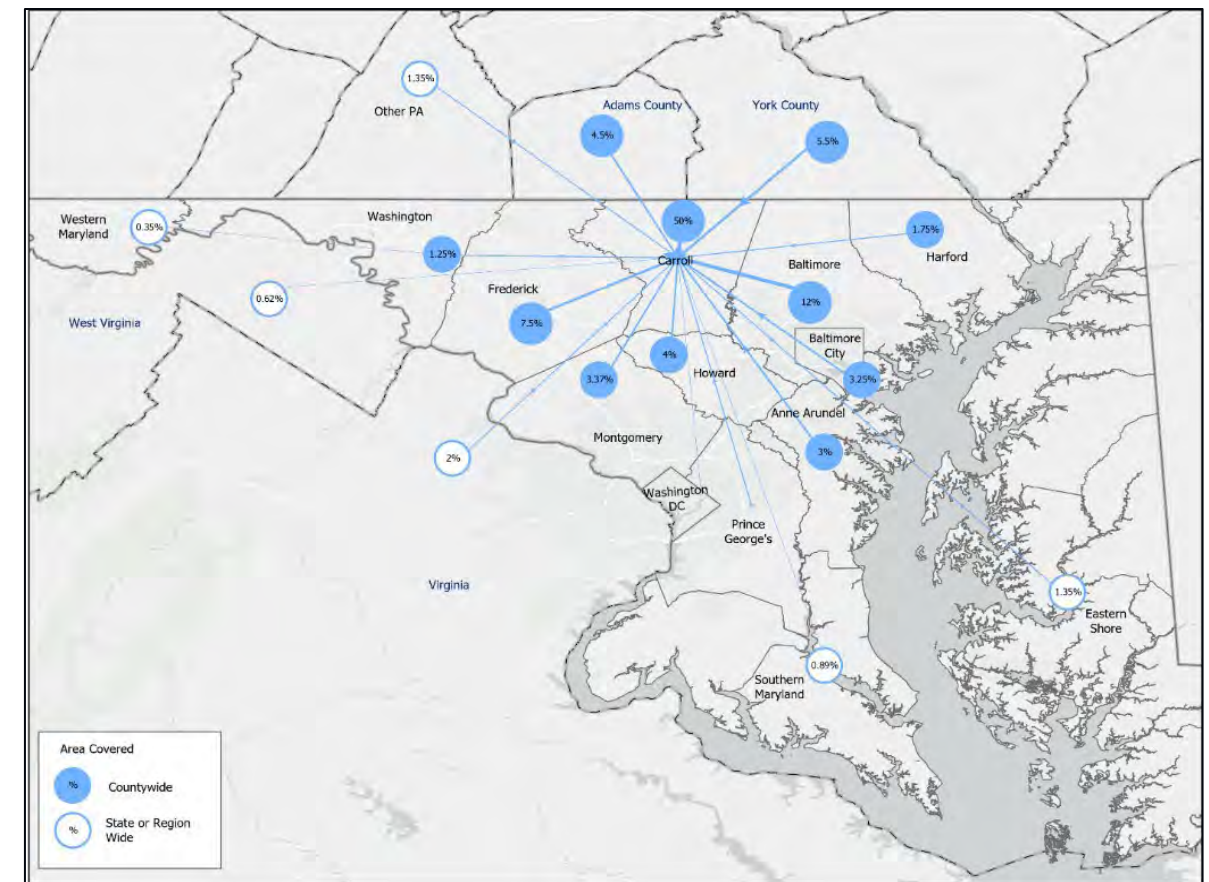 1.35%
Other PA
Adams County
4.5%
York County
5.5%
Western
Maryland
0.35%
Washington
1.25%
50%
Carroll
1.75%
Harford
Baltimore
12%
Frederick
7.5%
0.62%
West Virginia
Baltimore
City
3.25%
4%
Howard
3.37%
Anne Arundel
3%
Montgomery
2%
Washington
DC
Prince
George's
Virginia
1.35%
Eastern
Shore
0.89%
Southern
Maryland
Area Covered
%
Countywide
%
State or Region
Wide